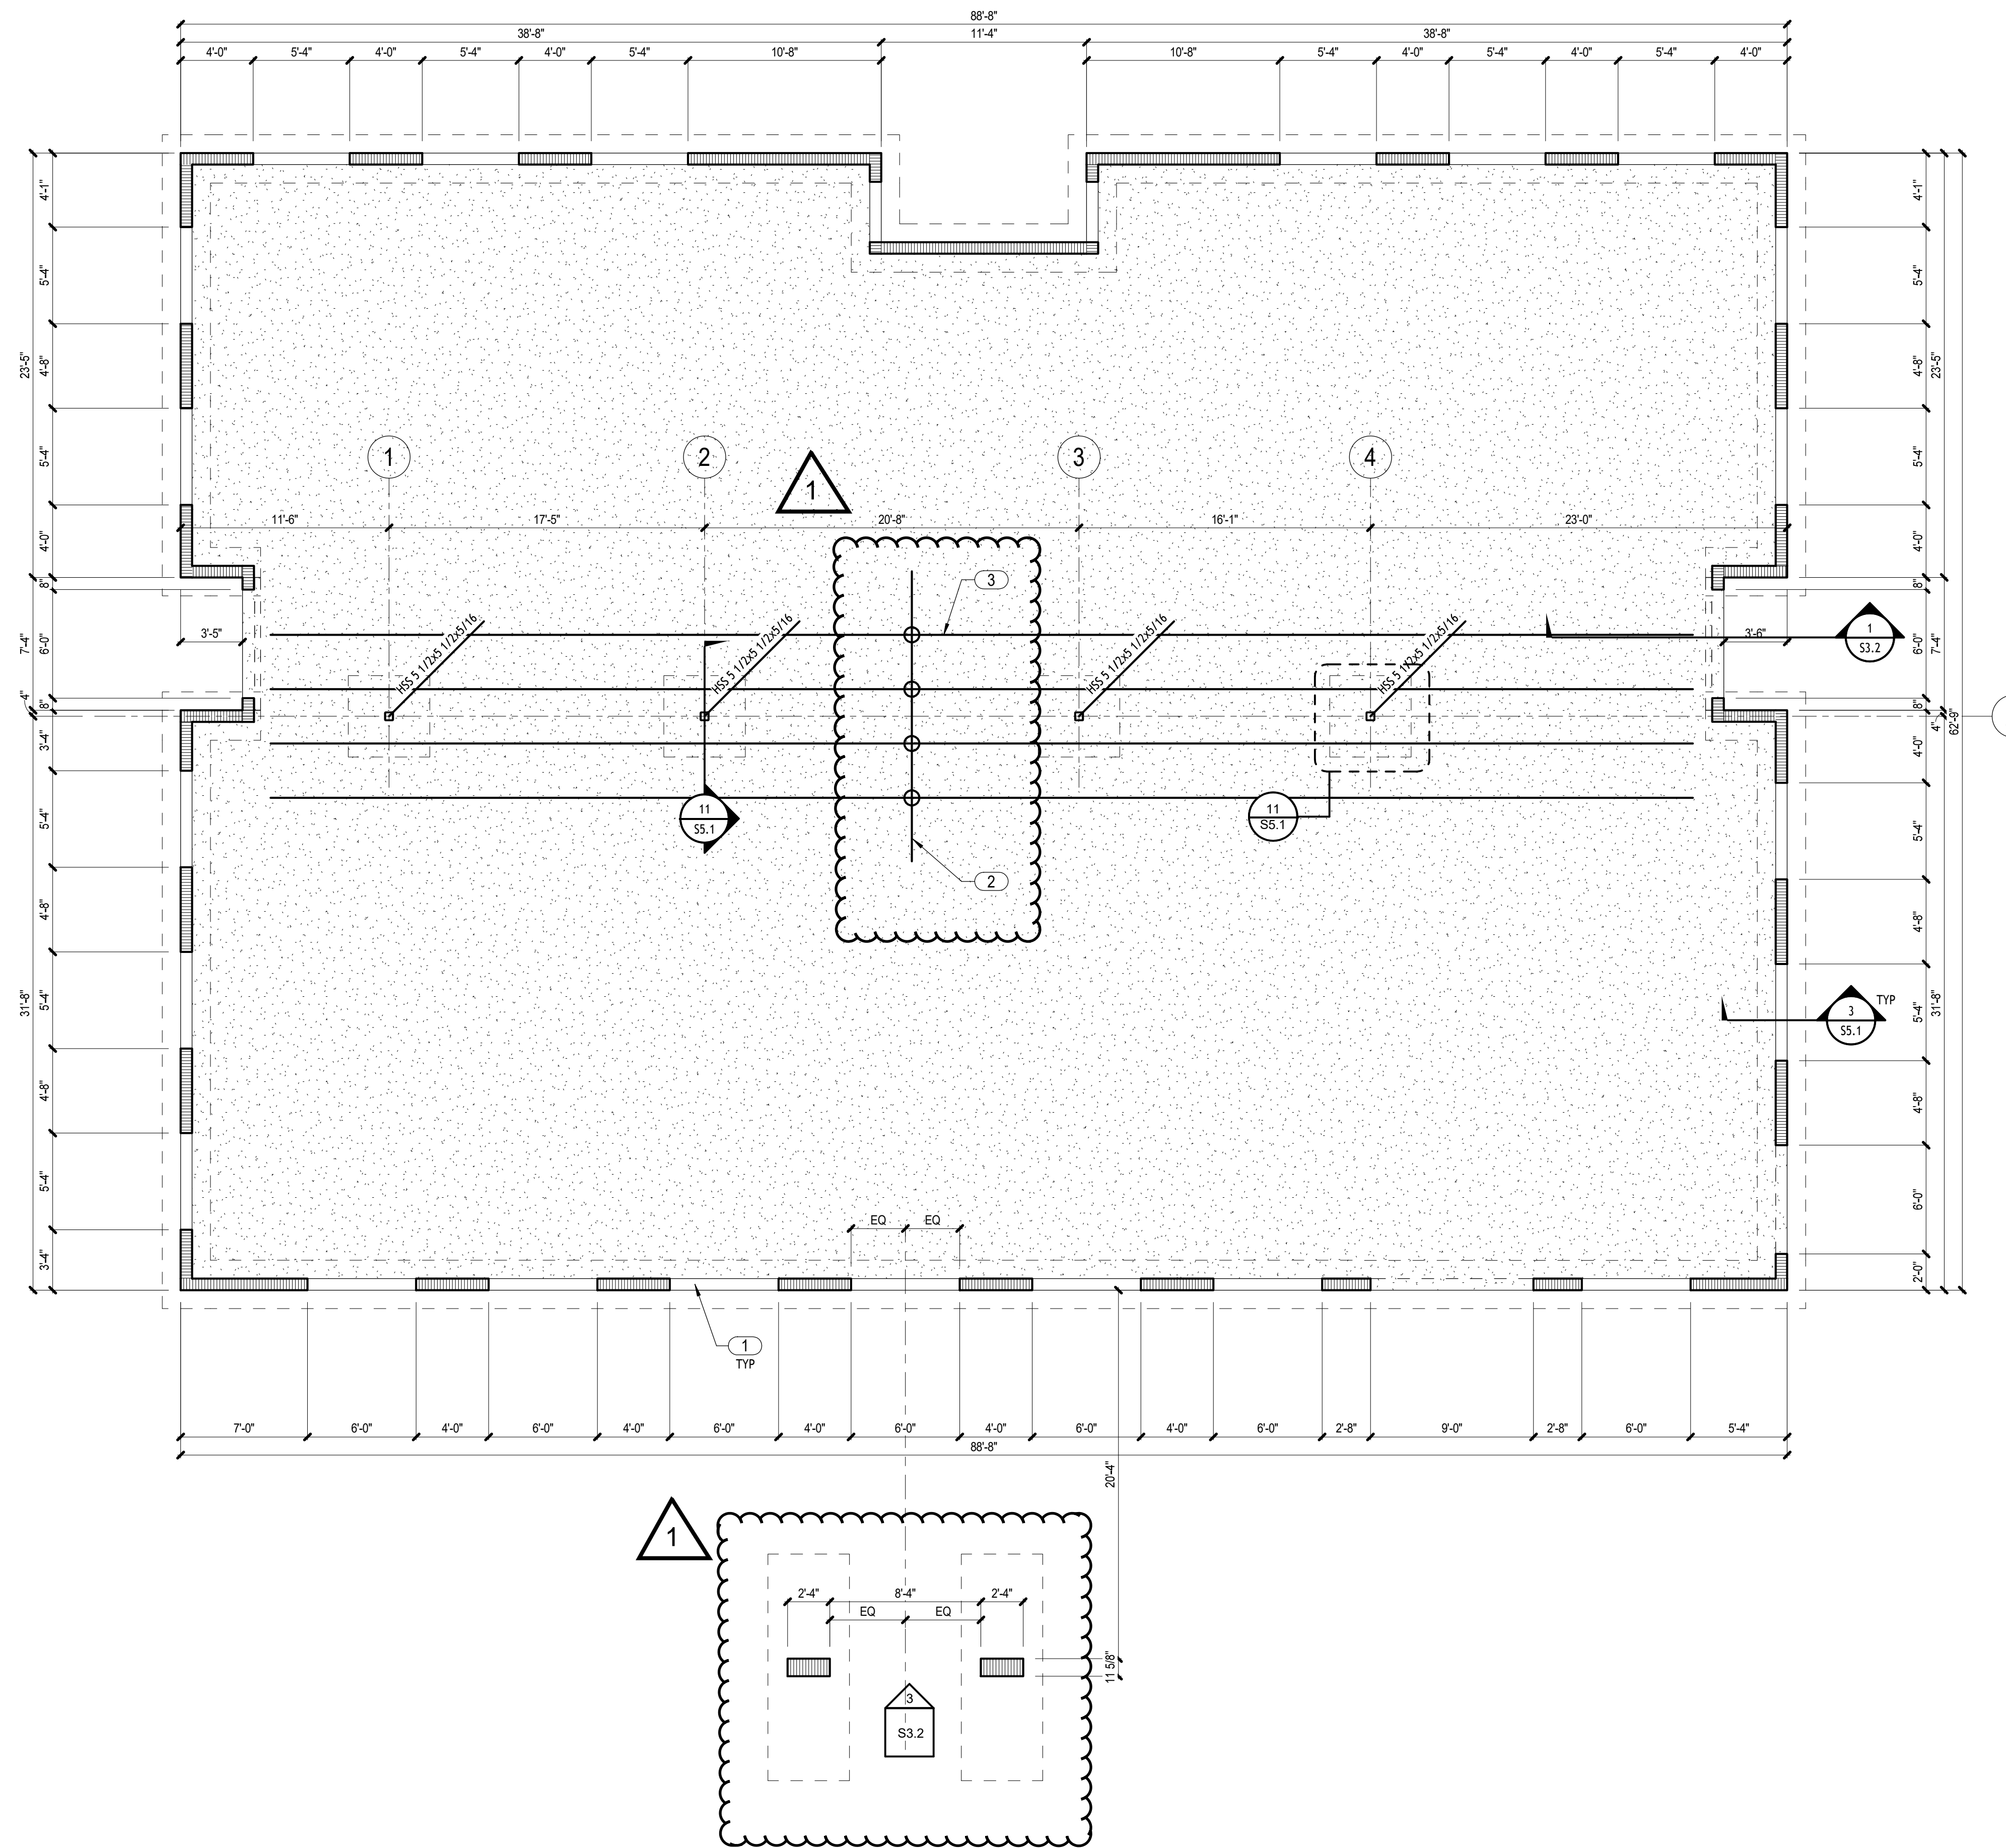 88'-8"
38'-8" 11'-4" 38'-8"
4'-0" 5'-4" 4'-0" 5'-4" 4'-0" 5'-4" 10'-8" 10'-8" 5'-4" 4'-0" 5'-4" 4'-0" 5'-4" 4'-0"
4'-1"
5'-4"
4'-8"
23'-5"
5'-4"
4'-0"
8"
6'-0"
7'-4"
8"
4"
3'-4"
5'-4"
4'-8"
5'-4"
31'-8"
4'-8"
5'-4"
3'-4"
4'-1"
5'-4"
4'-8"
23'-5"
5'-4"
4'-0"
8"
6'-0"
7'-4"
8"
4"
62'-9"
4'-0"
5'-4"
4'-8"
5'-4"
31'-8"
4'-8"
6'-0"
2'-0"
1 2 3 4
1
11'-6" 17'-5" 20'-8" 16'-1" 23'-0"
3
3'-5" 3'-6"
HSS 5 1/2x5 1/2x5/16
HSS 5 1/2x5 1/2x5/16
HSS 5 1/2x5 1/2x5/16
HSS 5 1/2x5 1/2x5/16
1
S3.2
11
S5.1
11
S5.1
2
3
S5.1
TYP
EQ EQ
1
TYP
7'-0" 6'-0" 4'-0" 6'-0" 4'-0" 6'-0" 4'-0" 6'-0" 4'-0" 6'-0" 4'-0" 6'-0" 2'-8" 9'-0" 2'-8" 6'-0" 5'-4"
88'-8"
20'-4"
1
2'-4" 8'-4" 2'-4"
EQ EQ
11 5/8"
3
S3.2